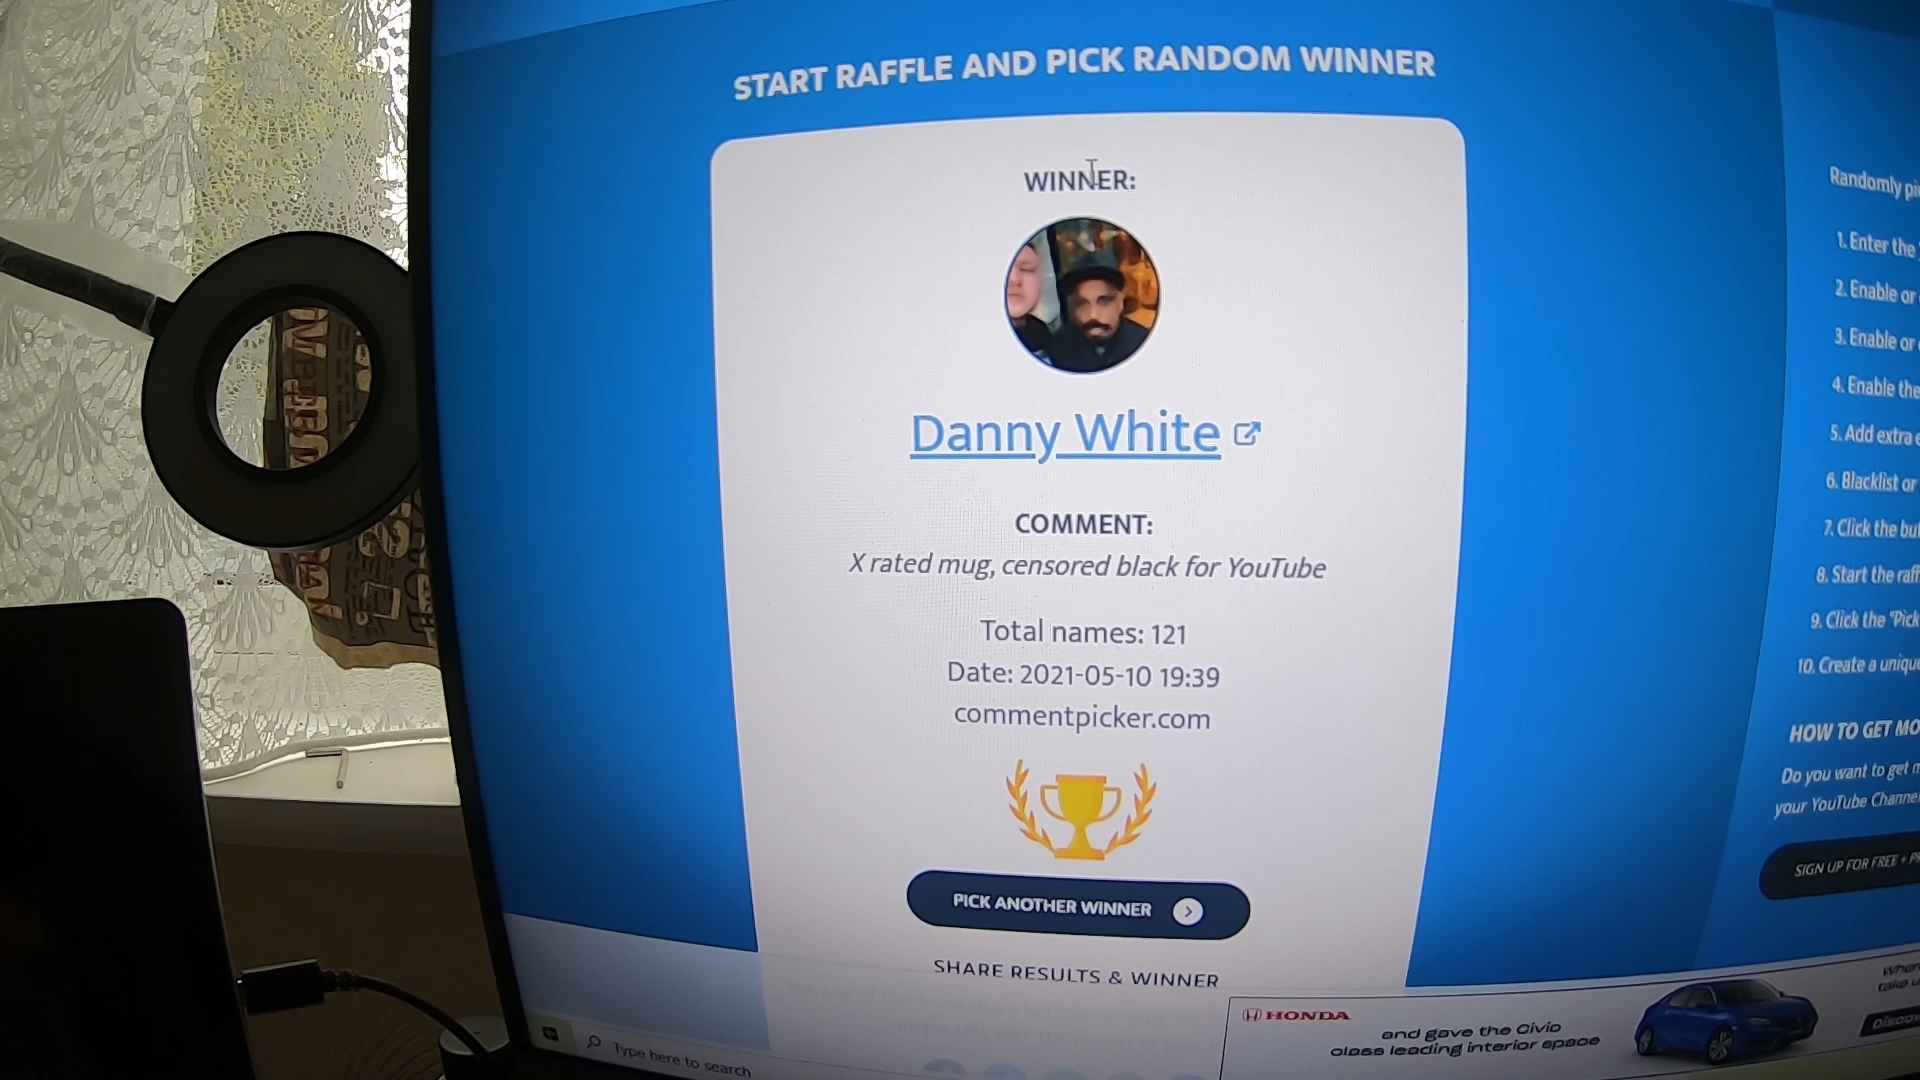 START RAFFLE AND PICK RANDOM WINNER
WINNER:
Danny White
COMMENT:
X rated mug, censored black for YouTube
Total names: 121
Date: 2021-05-10 19:39
commentpicker.com
PICK ANOTHER WINNER
SHARE RESULTS & WINNER
Randomly
1. Enter the
2. Enable or
3. Enable or
4. Enable the
5. Add extra
6. Blacklist or
7. Click the
8. Start the
9. Click the "Pick
10. Create a
HOW TO GET
Do you want to get
your YouTube
SIGN UP FOR FREE +
HONDA
and gave the Civic
class leading interior space
Type here to search